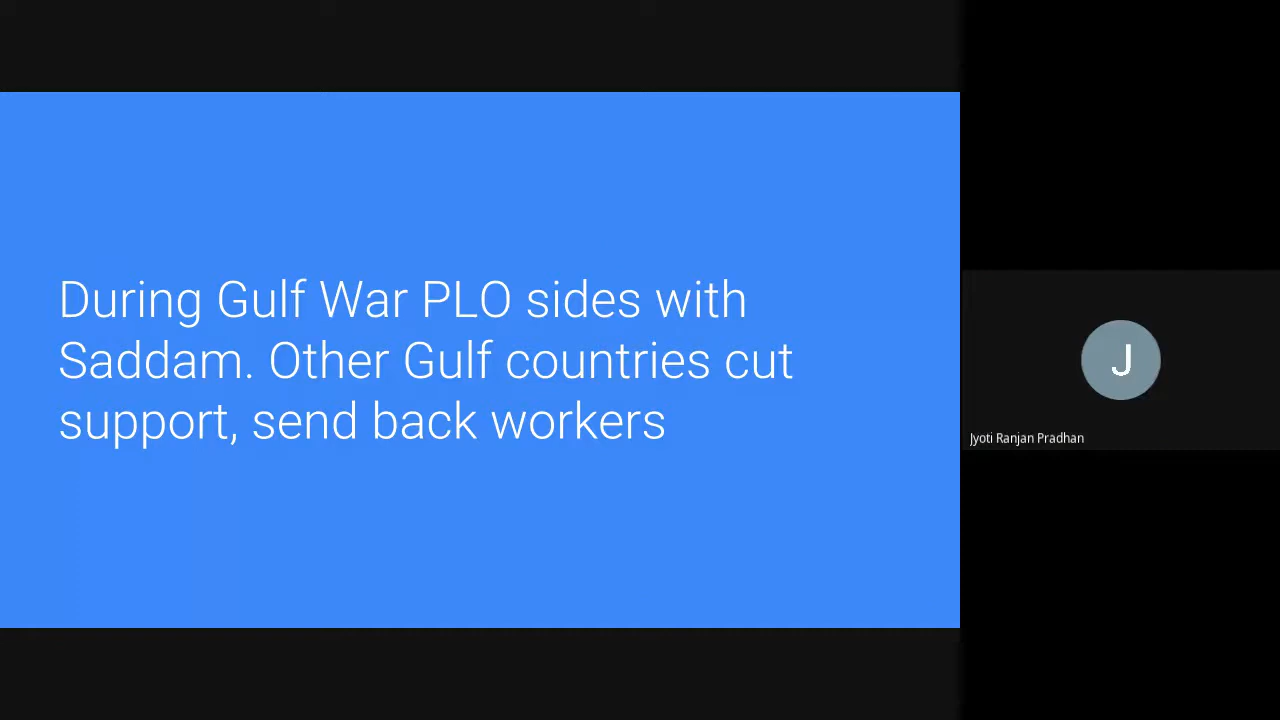 During Gulf War PLO sides with
Saddam. Other Gulf countries cut
support, send back workers
J
Jyoti Ranjan Pradhan